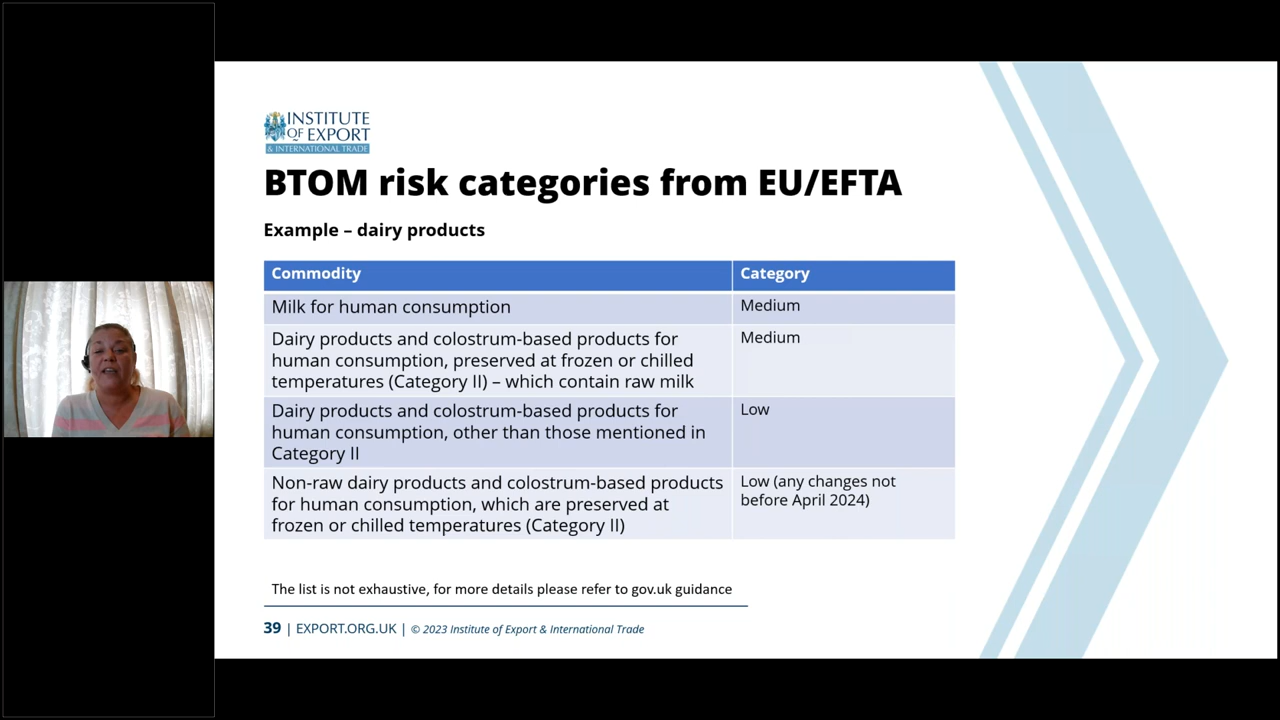 INSTITUTE
OF EXPORT
& INTERNATIONAL TRADE
BTOM risk categories from EU/EFTA
Example – dairy products
Commodity
Category
Milk for human consumption
Medium
Dairy products and colostrum-based products for
human consumption, preserved at frozen or chilled
temperatures (Category II) – which contain raw milk
Medium
Dairy products and colostrum-based products for
human consumption, other than those mentioned in
Category II
Low
Non-raw dairy products and colostrum-based products
for human consumption, which are preserved at
frozen or chilled temperatures (Category II)
Low (any changes not
before April 2024)
The list is not exhaustive, for more details please refer to gov.uk guidance
39 | EXPORT.ORG.UK | © 2023 Institute of Export & International Trade